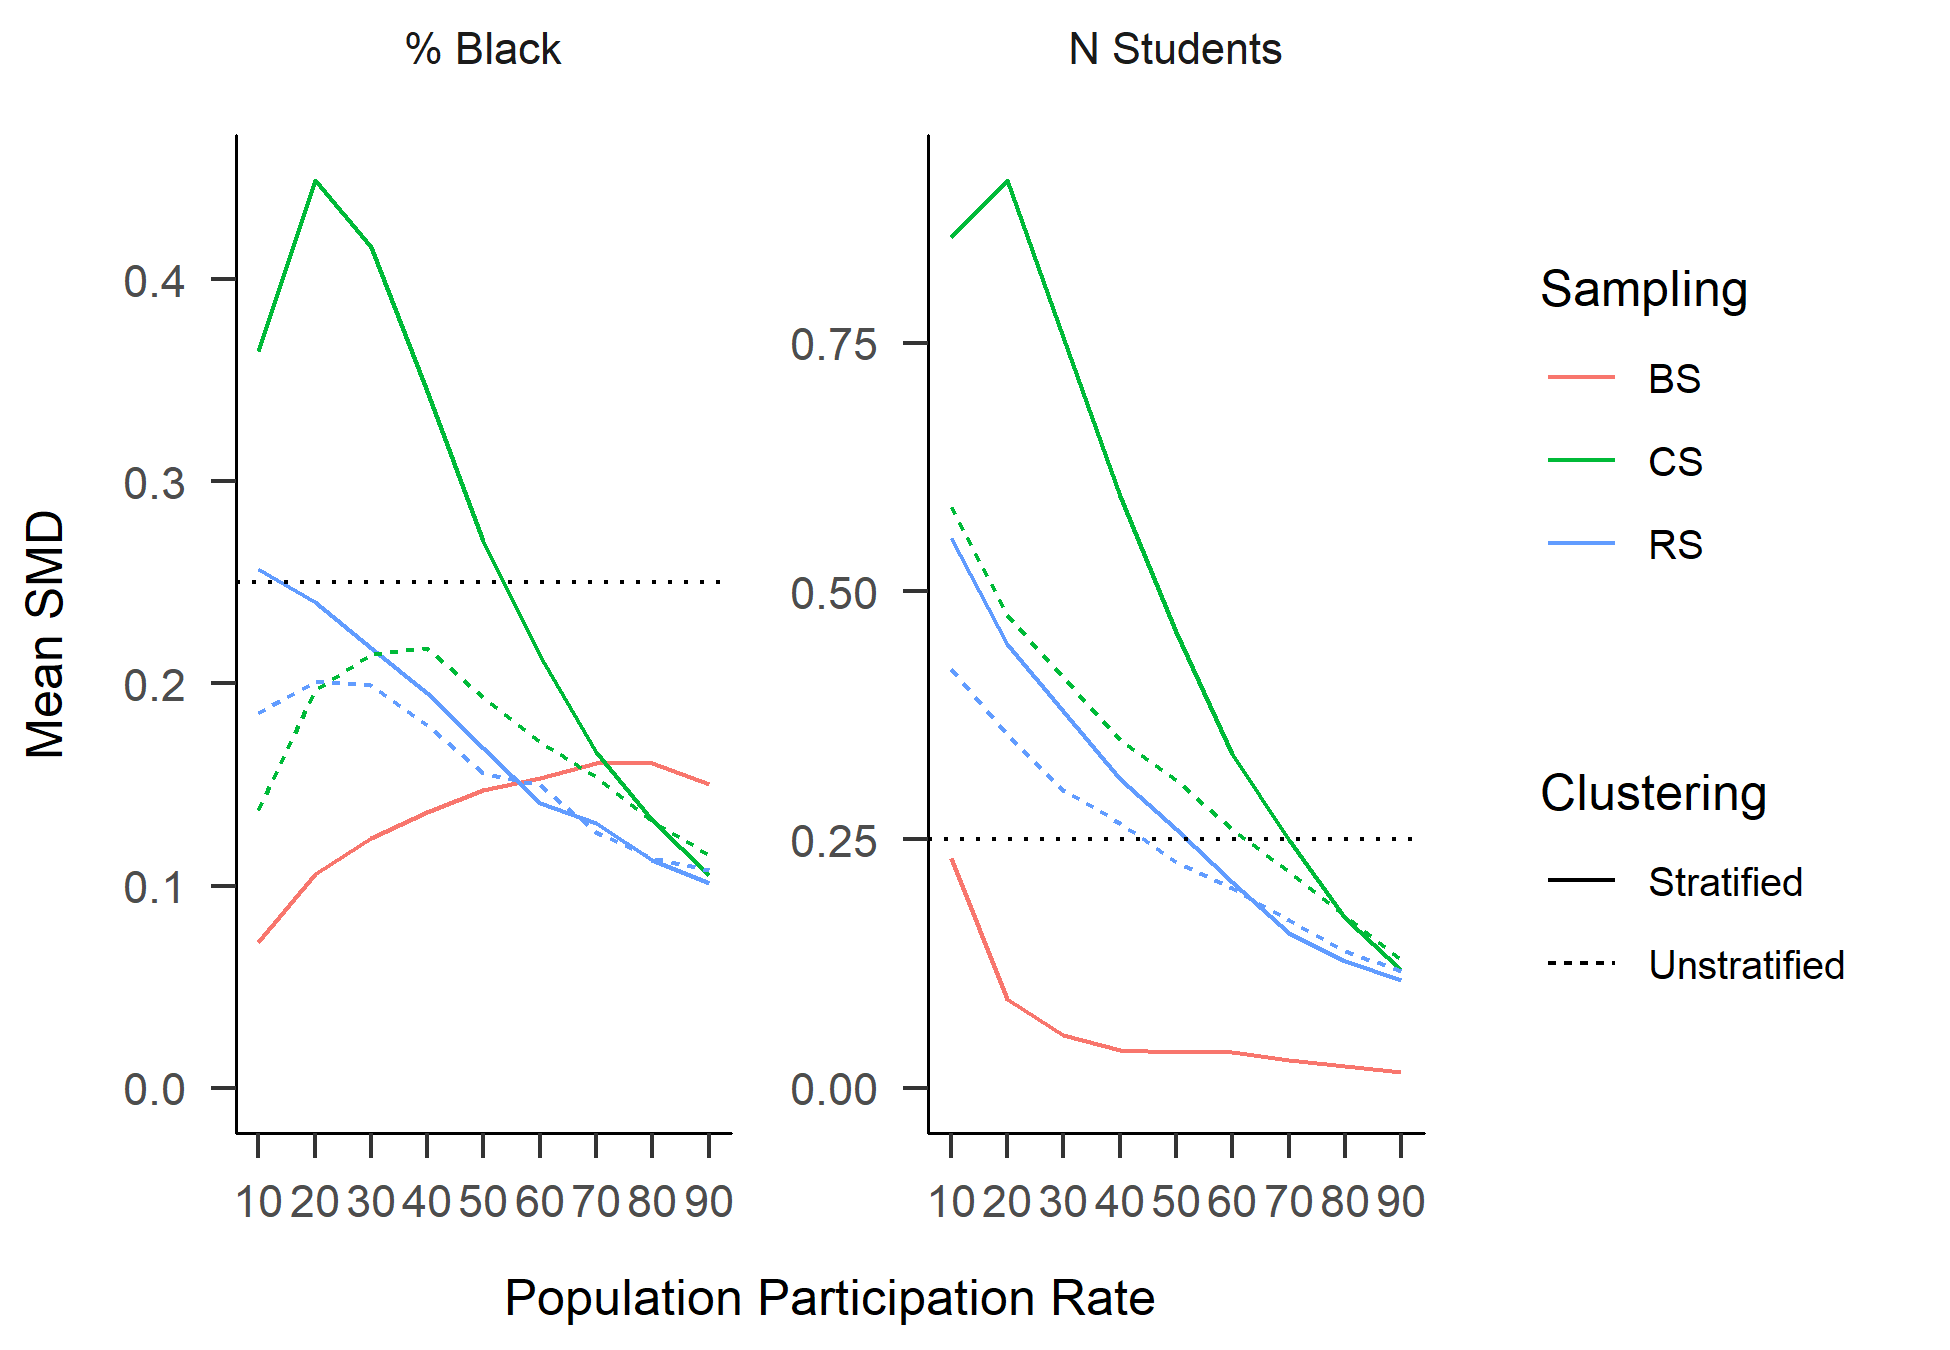 % Black
N Students
Mean SMD
0.4
0.3
0.2
0.1
0.0
10 20 30 40 50 60 70 80 90
0.75
0.50
0.25
0.00
10 20 30 40 50 60 70 80 90
Population Participation Rate
Sampling
BS
CS
RS
Clustering
Stratified
Unstratified